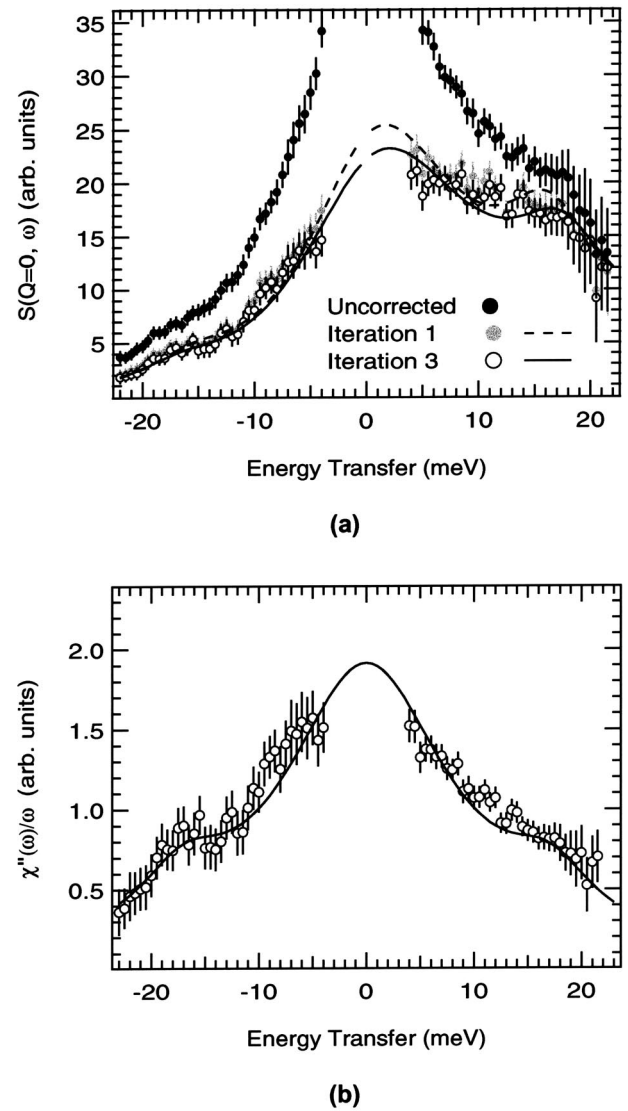 35
30
25
20
15
10
5
S(Q=0, ω) (arb. units)
Uncorrected
Iteration 1
Iteration 3
-20 -10 0 10 20
Energy Transfer (meV)
(a)
2.0
1.5
1.0
0.5
χ"(ω)/ω (arb. units)
-20 -10 0 10 20
Energy Transfer (meV)
(b)